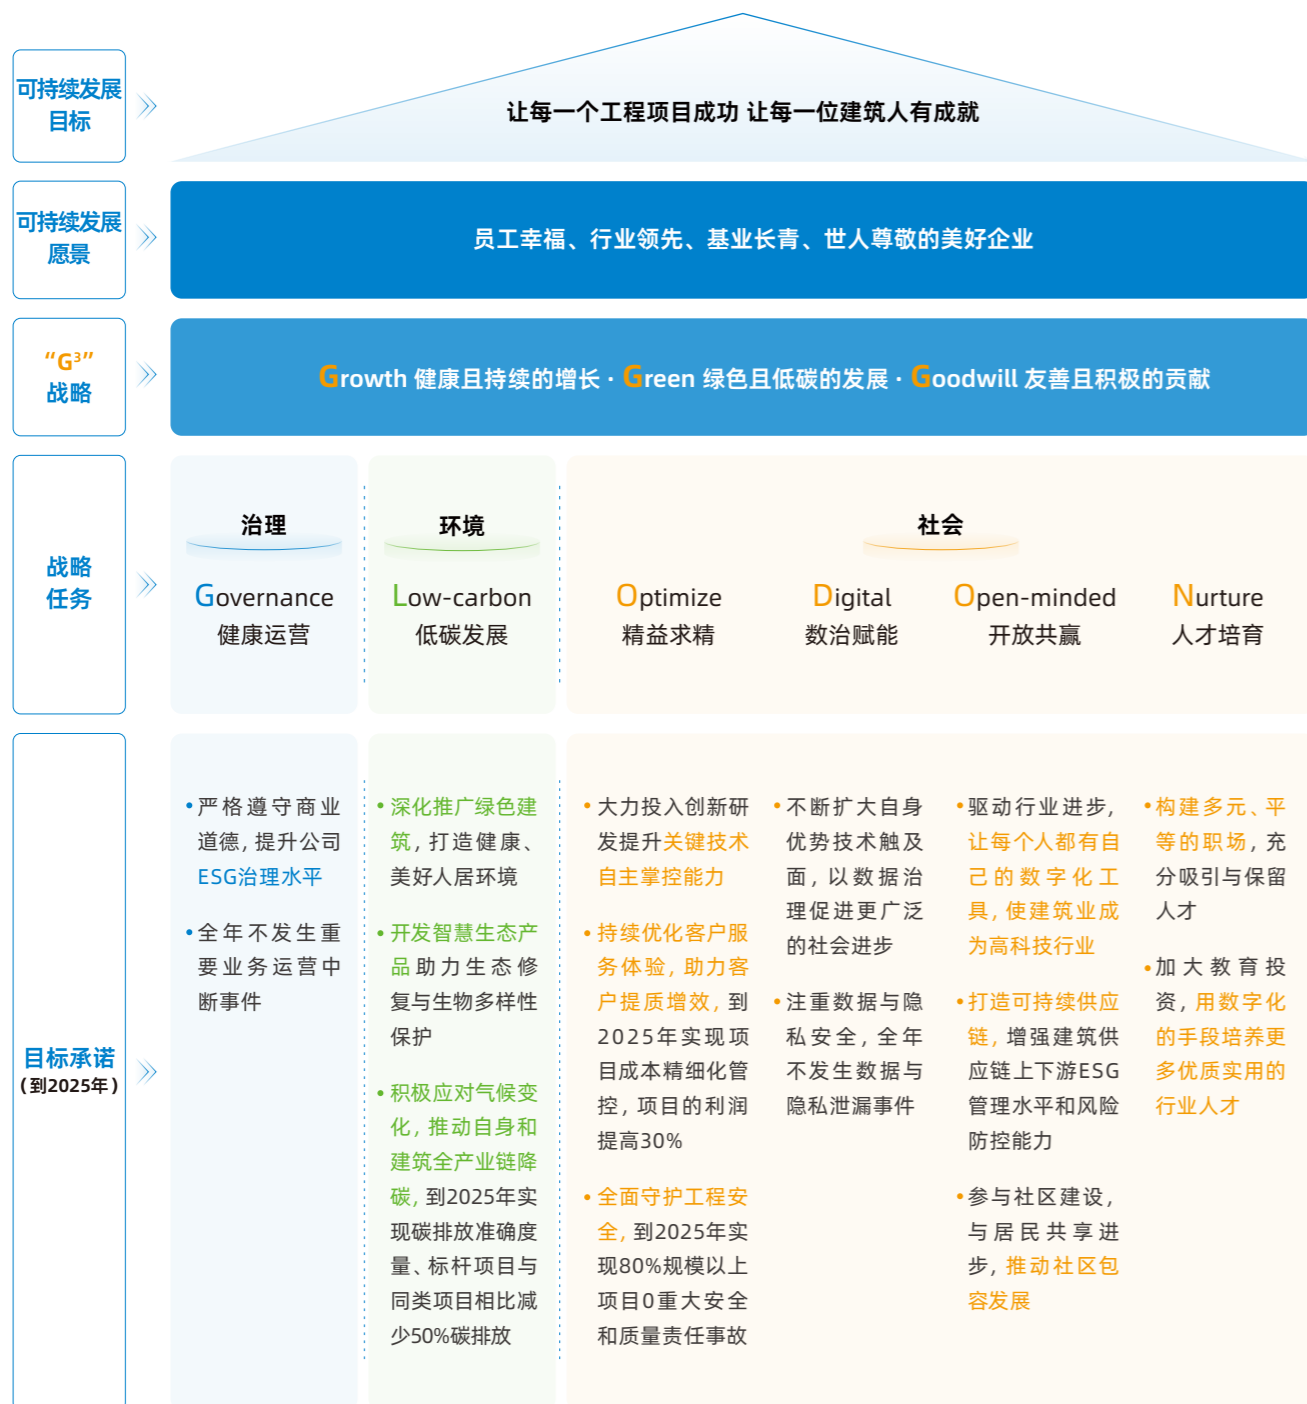 可持续发展
目标
让每一个工程项目成功 让每一位建筑人有成就
可持续发展
愿景
员工幸福、行业领先、基业长青、世人尊敬的美好企业
“G³”
战略
Growth 健康且持续的增长 · Green 绿色且低碳的发展 · Goodwill 友善且积极的贡献
战略
任务
治理
Governance
健康运营
环境
Low-carbon
低碳发展
社会
Optimize
精益求精
Digital
数治赋能
Open-minded
开放共赢
Nurture
人才培育
目标承诺
（到2025年）
• 严格遵守商业
道德，提升公司
ESG治理水平
• 全年不发生重
要业务运营中
断事件
• 深化推广绿色建
筑，打造健康、
美好人居环境
• 开发智慧生态产
品助力生态修
复与生物多样性
保护
• 积极应对气候变
化，推动自身和
建筑全产业链降
碳，到2025年实
现碳排放准确度
量、标杆项目与
同类项目相比减
少50%碳排放
• 大力投入创新研
发提升关键技术
自主掌控能力
• 持续优化客户服
务体验，助力客
户提质增效，到
2025年实现项
目成本精细化管
控，项目的利润
提高30%
• 全面守护工程安
全，到2025年实
现80%规模以上
项目0重大安全
和质量责任事故
• 不断扩大自身
优势技术触及
面，以数据治
理促进更广泛
的社会进步
• 注重数据与隐
私安全，全年
不发生数据与
隐私泄漏事件
• 驱动行业进步，
让每个人都有自
己的数字化工
具，使建筑业成
为高科技行业
• 打造可持续供应
链，增强建筑供
应链上下游ESG
管理水平和风险
防控能力
• 参与社区建设，
与居民共享进
步，推动社区包
容发展
• 构建多元、平
等的职场，充
分吸引与保留
人才
• 加大教育投
资，用数字化
的手段培养更
多优质实用的
行业人才